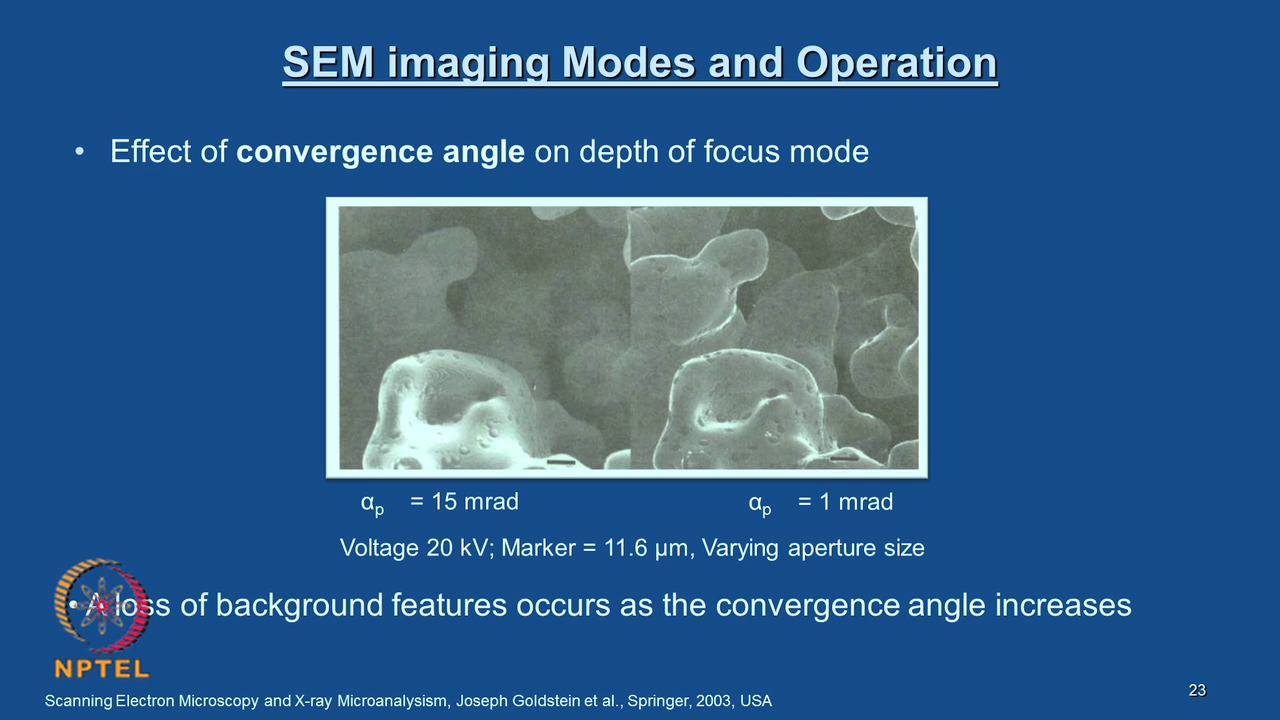 SEM imaging Modes and Operation
• Effect of convergence angle on depth of focus mode
αp = 15 mrad αp = 1 mrad
Voltage 20 kV; Marker = 11.6 µm, Varying aperture size
• A loss of background features occurs as the convergence angle increases
NPTEL
Scanning Electron Microscopy and X-ray Microanalysism, Joseph Goldstein et al., Springer, 2003, USA
23